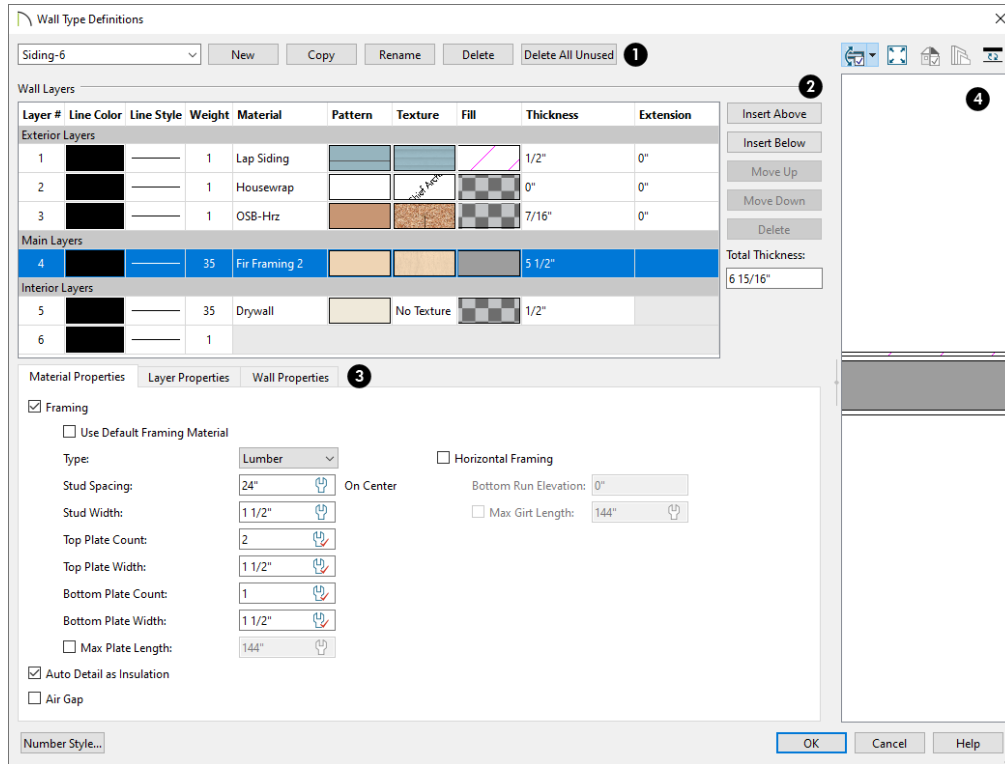 Wall Type Definitions
Siding-6 New Copy Rename Delete Delete All Unused 1
Wall Layers 2
Layer # Line Color Line Style Weight Material Pattern Texture Fill Thickness Extension
Exterior Layers
1 1 Lap Siding 1/2" 0"
2 1 Housewrap hief Archi 0" 0"
3 1 OSB-Hrz 7/16" 0"
Main Layers
4 35 Fir Framing 2 5 1/2"
Interior Layers
5 35 Drywall No Texture 1/2"
6 1
Insert Above
Insert Below
Move Up
Move Down
Delete
Total Thickness:
6 15/16"
4
Material Properties Layer Properties Wall Properties 3
Framing
Use Default Framing Material
Type: Lumber Horizontal Framing
Stud Spacing: 24" On Center Bottom Run Elevation: 0"
Stud Width: 1 1/2" Max Girt Length: 144"
Top Plate Count: 2
Top Plate Width: 1 1/2"
Bottom Plate Count: 1
Bottom Plate Width: 1 1/2"
Max Plate Length: 144"
Auto Detail as Insulation
Air Gap
Number Style... OK Cancel Help